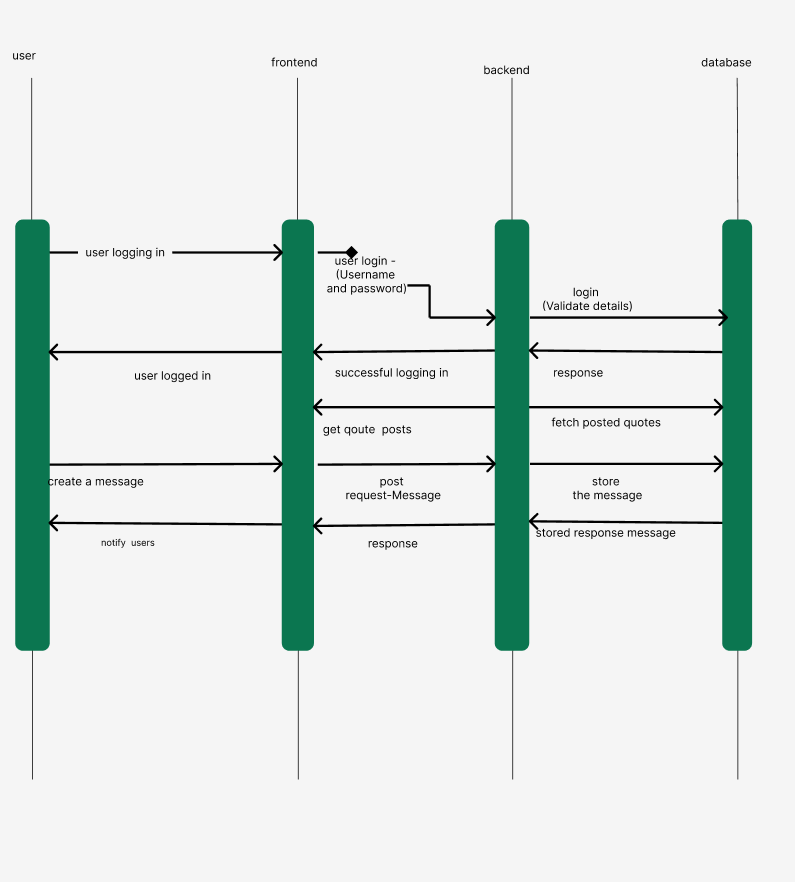 user
frontend
backend
database
user logging in
user login -
(Username
and password)
login
(Validate details)
user logged in
successful logging in
response
get qoute  posts
fetch posted quotes
create a message
post
request-Message
store
the message
notify  users
response
stored response message